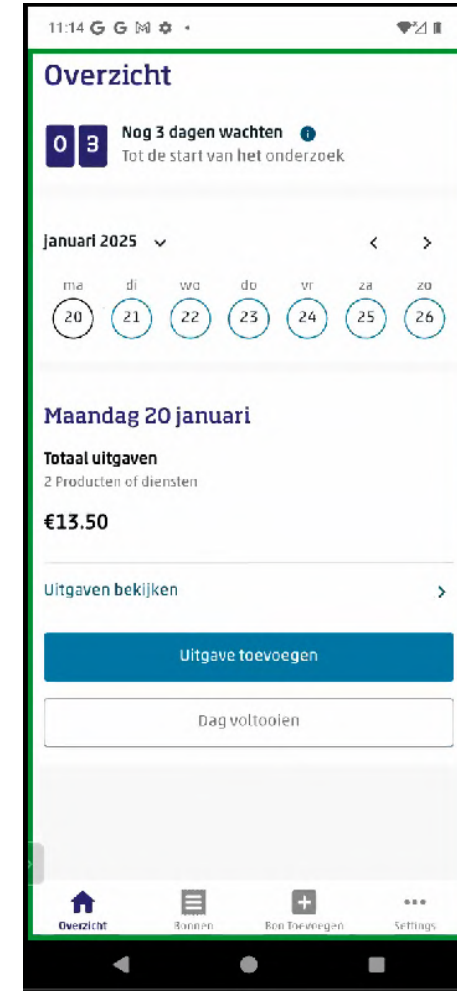 11:14 G G M
Overzicht
0 3
Nog 3 dagen wachten i
Tot de start van het onderzoek
januari 2025
ma di wo do vr za zo
20 21 22 23 24 25 26
Maandag 20 januari
Totaal uitgaven
2 Producten of diensten
€13.50
Uitgaven bekijken
Uitgave toevoegen
Dag voltooien
Overzicht Bonnen Bon Toevoegen Settings